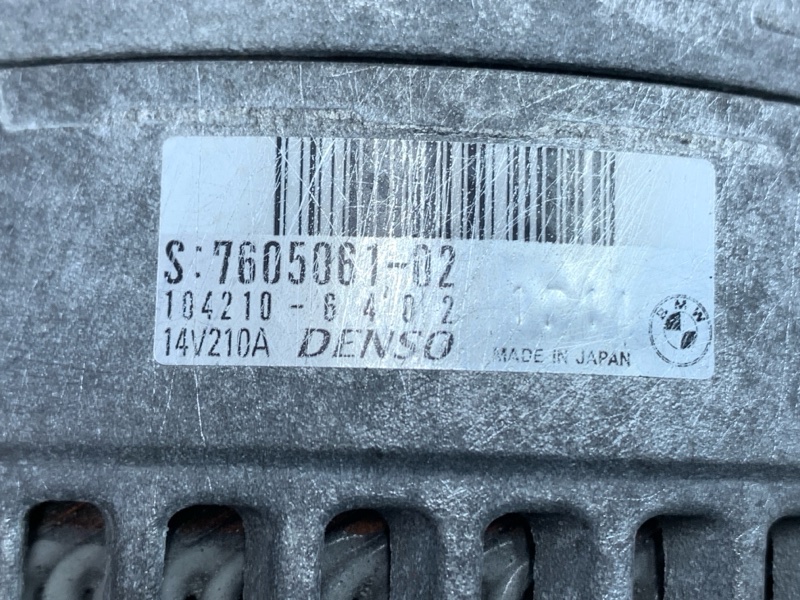 S:7605061-02
104210-6402
14V210A DENSO MADE IN JAPAN
BMW